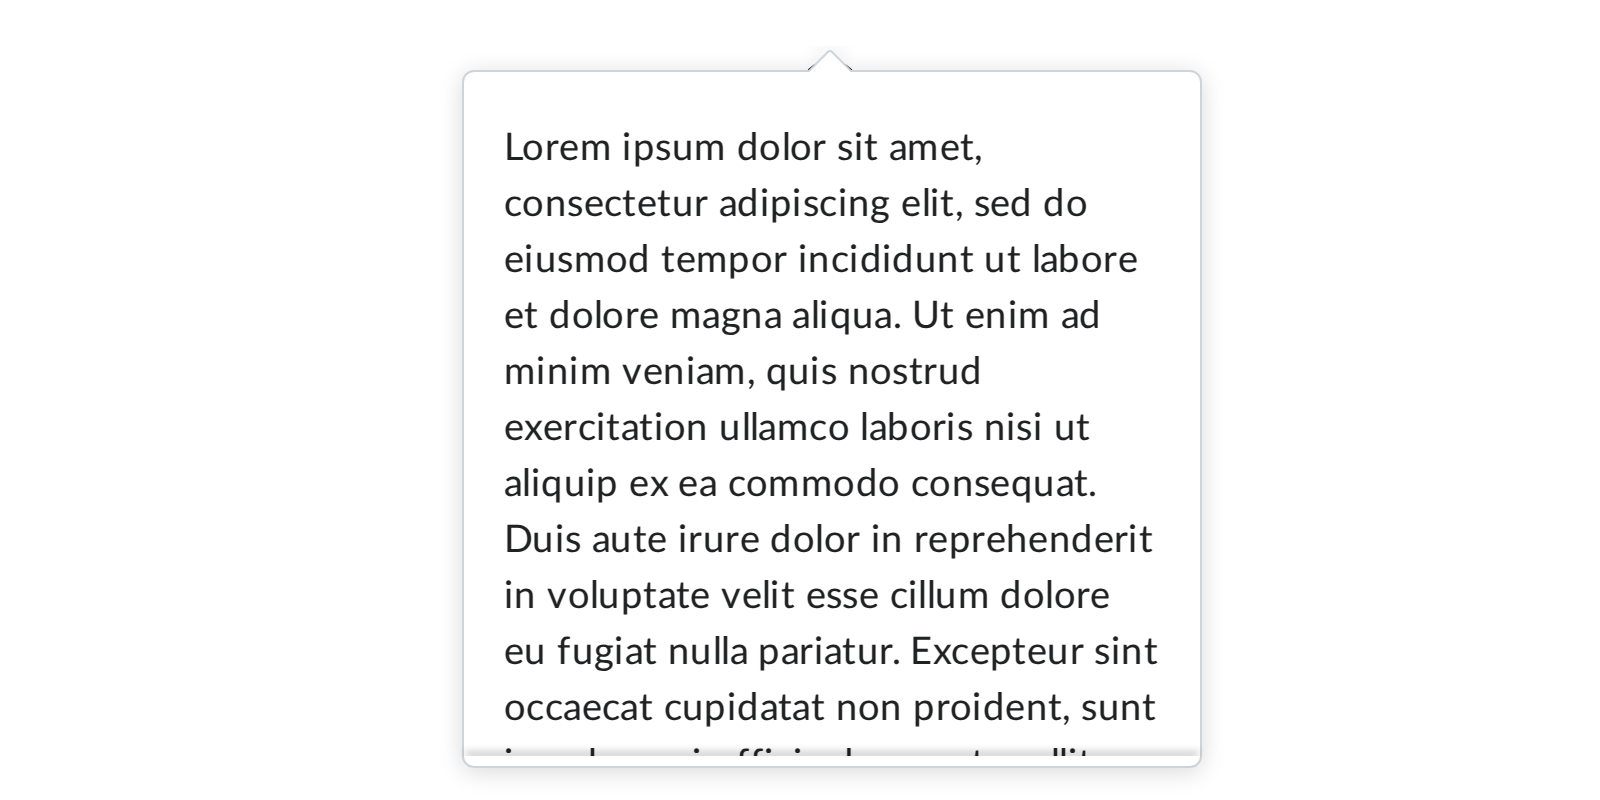 Lorem ipsum dolor sit amet,
consectetur adipiscing elit, sed do
eiusmod tempor incididunt ut labore
et dolore magna aliqua. Ut enim ad
minim veniam, quis nostrud
exercitation ullamco laboris nisi ut
aliquip ex ea commodo consequat.
Duis aute irure dolor in reprehenderit
in voluptate velit esse cillum dolore
eu fugiat nulla pariatur. Excepteur sint
occaecat cupidatat non proident, sunt